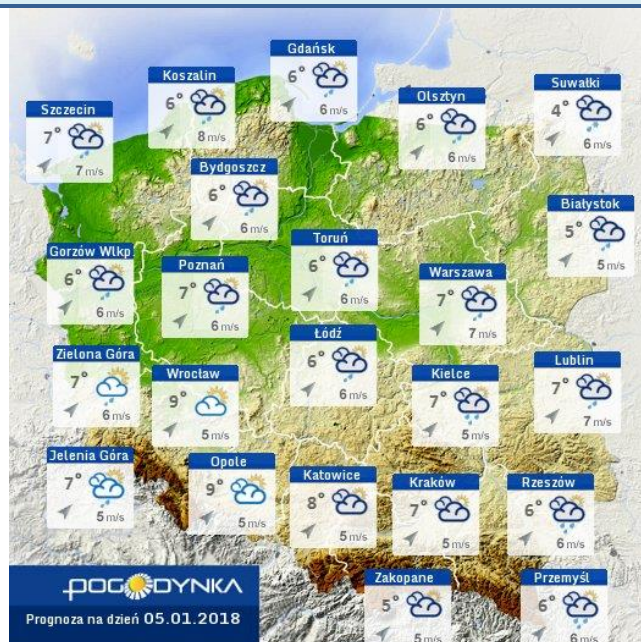 Gdańsk
6°
6 m/s
Koszalin
6°
8 m/s
Suwałki
4°
6 m/s
Olsztyn
6°
6 m/s
Szczecin
7°
7 m/s
Bydgoszcz
6°
6 m/s
Białystok
5°
5 m/s
Toruń
6°
6 m/s
Gorzów Wlkp
6°
6 m/s
Poznań
7°
6 m/s
Warszawa
7°
7 m/s
Łódź
6°
6 m/s
Zielona Góra
7°
6 m/s
Wrocław
9°
5 m/s
Kielce
7°
5 m/s
Lublin
7°
7 m/s
Jelenia Góra
7°
5 m/s
Opole
9°
5 m/s
Katowice
8°
5 m/s
Kraków
7°
5 m/s
Rzeszów
6°
6 m/s
Zakopane
5°
5 m/s
Przemyśl
6°
6 m/s
POGODYNKA
Prognoza na dzień 05.01.2018